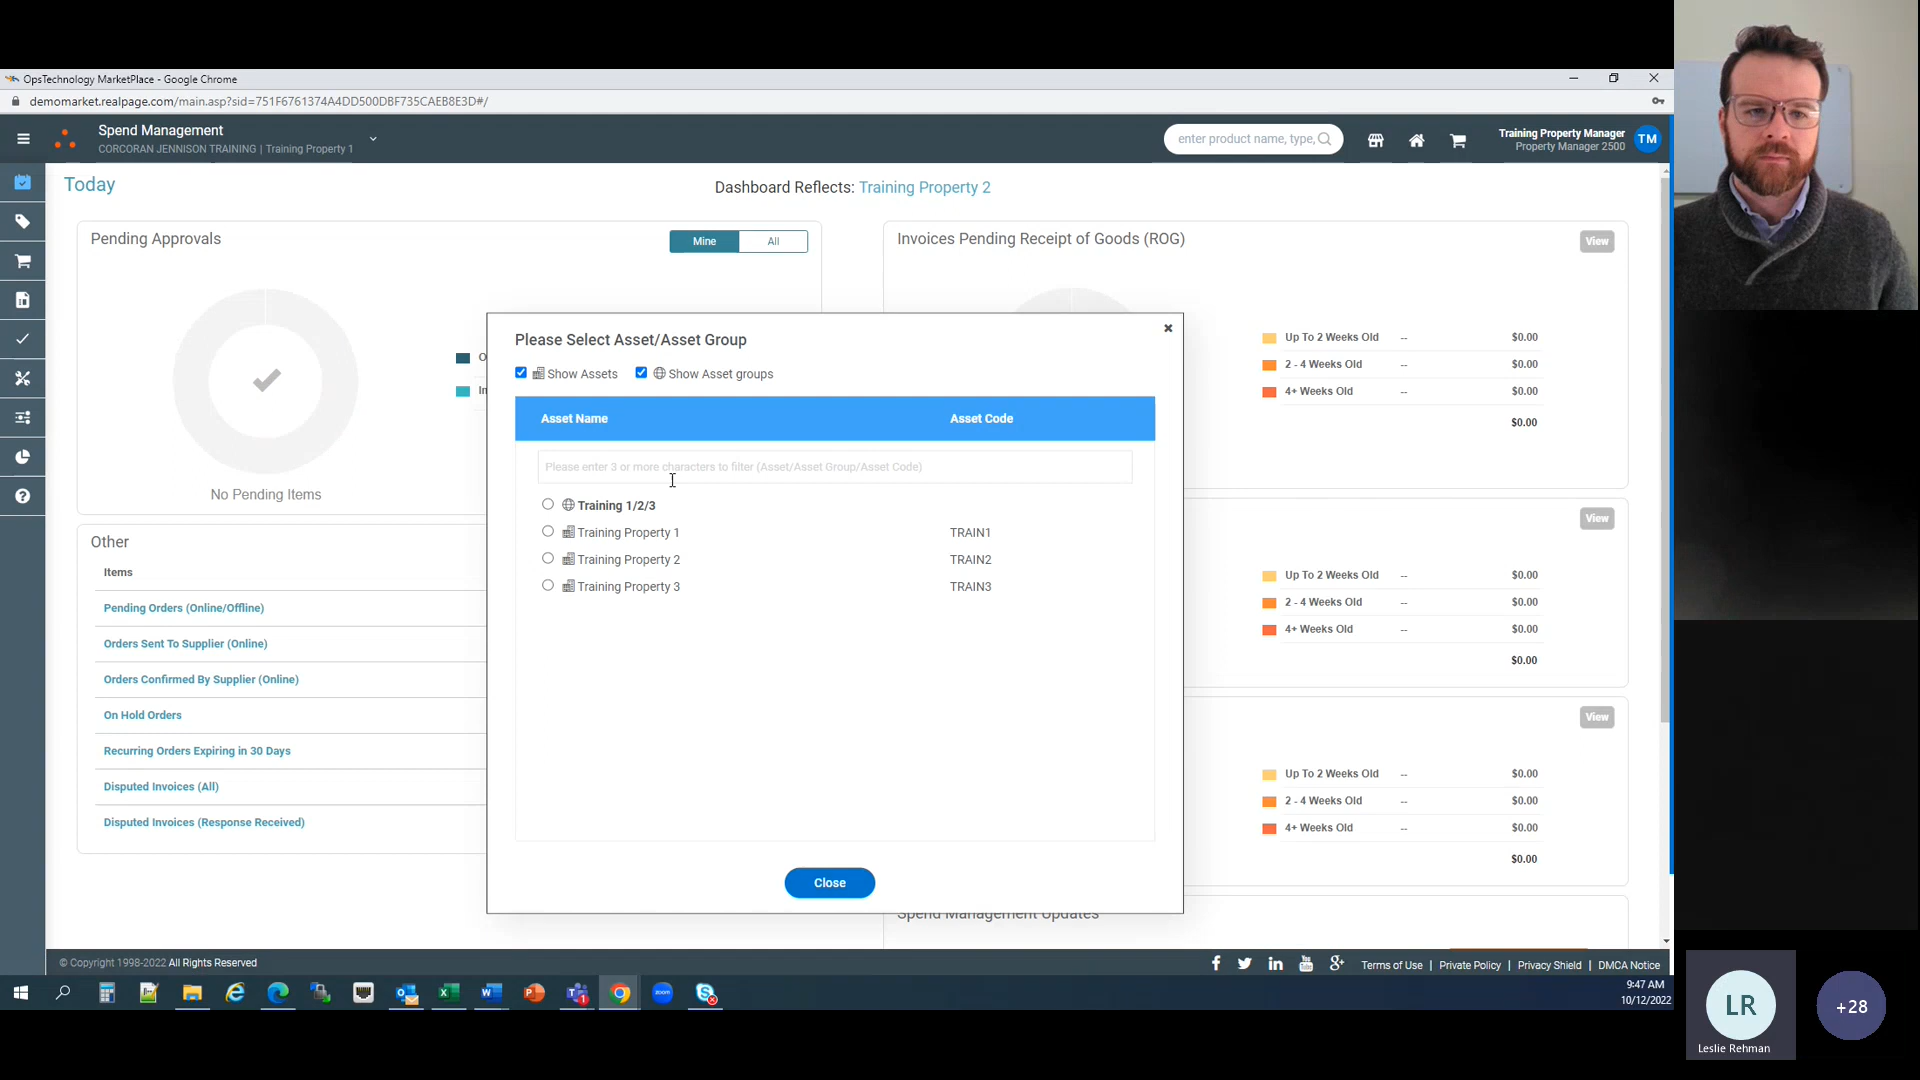 OpsTechnology MarketPlace - Google Chrome
demomarket.realpage.com/main.asp?sid=751F6761374A4DD500DBF735CAEB8E3D#/
Spend Management
CORCORAN JENNISON TRAINING | Training Property 1
enter product name, type,
Training Property Manager
Property Manager 2500
TM
Today
Dashboard Reflects: Training Property 2
Pending Approvals
Mine
All
No Pending Items
Invoices Pending Receipt of Goods (ROG)
View
Up To 2 Weeks Old -- $0.00
2 - 4 Weeks Old -- $0.00
4+ Weeks Old -- $0.00
$0.00
View
Up To 2 Weeks Old -- $0.00
2 - 4 Weeks Old -- $0.00
4+ Weeks Old -- $0.00
$0.00
View
Up To 2 Weeks Old -- $0.00
2 - 4 Weeks Old -- $0.00
4+ Weeks Old -- $0.00
$0.00
Other
Items
Pending Orders (Online/Offline)
Orders Sent To Supplier (Online)
Orders Confirmed By Supplier (Online)
On Hold Orders
Recurring Orders Expiring in 30 Days
Disputed Invoices (All)
Disputed Invoices (Response Received)
Please Select Asset/Asset Group
Show Assets
Show Asset groups
Asset Name Asset Code
Please enter 3 or more characters to filter (Asset/Asset Group/Asset Code)
Training 1/2/3
Training Property 1 TRAIN1
Training Property 2 TRAIN2
Training Property 3 TRAIN3
Close
Spend Management Updates
© Copyright 1998-2022 All Rights Reserved
Terms of Use | Private Policy | Privacy Shield | DMCA Notice
9:47 AM
10/12/2022
LR
Leslie Rehman
+28